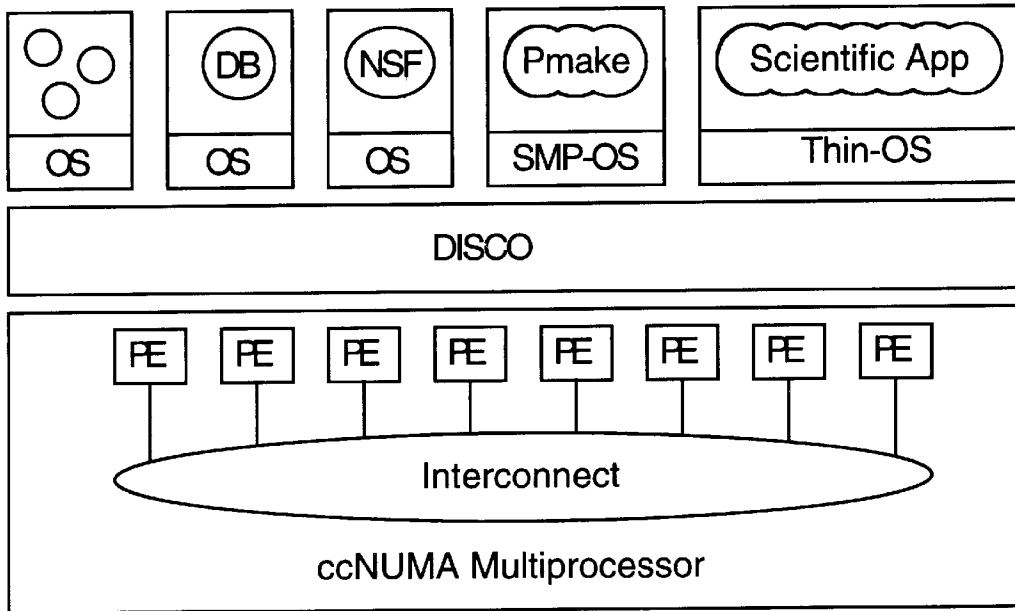 DB NSF Pmake Scientific App
OS OS OS SMP-OS Thin-OS
DISCO
PE PE PE PE PE PE PE PE
Interconnect
ccNUMA Multiprocessor